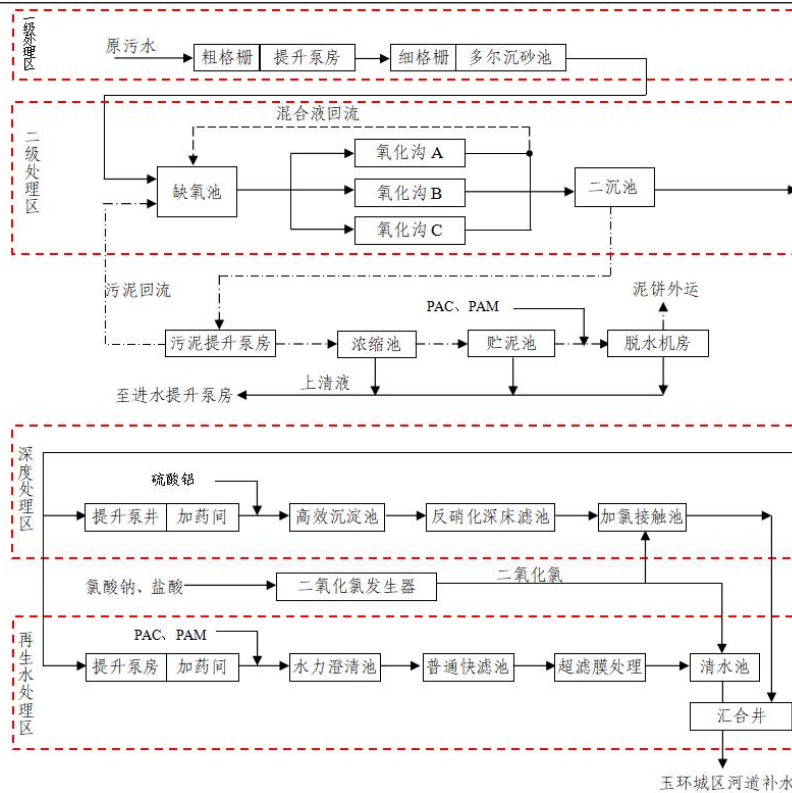 一级处理区
原污水
粗格栅
提升泵房
细格栅
多尔沉砂池
二级处理区
混合液回流
缺氧池
氧化沟 A
氧化沟 B
氧化沟 C
二沉池
污泥回流
PAC、PAM
泥饼外运
污泥提升泵房
浓缩池
贮泥池
脱水机房
上清液
至进水提升泵房
深度处理区
硫酸铝
提升泵井
加药间
高效沉淀池
反硝化深床滤池
加氯接触池
氯酸钠、盐酸
二氧化氯发生器
二氧化氯
再生水处理区
PAC、PAM
提升泵房
加药间
水力澄清池
普通快滤池
超滤膜处理
清水池
汇合井
玉环城区河道补水